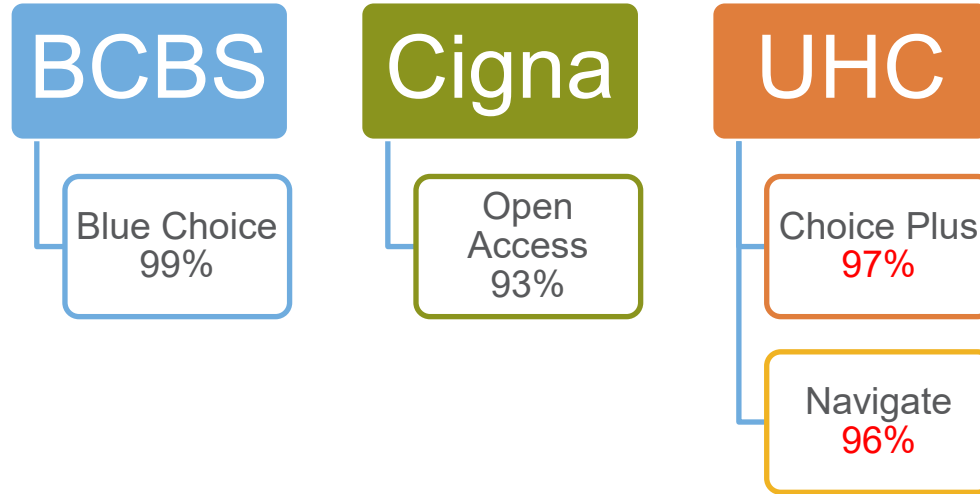 BCBS
Blue Choice
99%
Cigna
Open
Access
93%
UHC
Choice Plus
97%
Navigate
96%